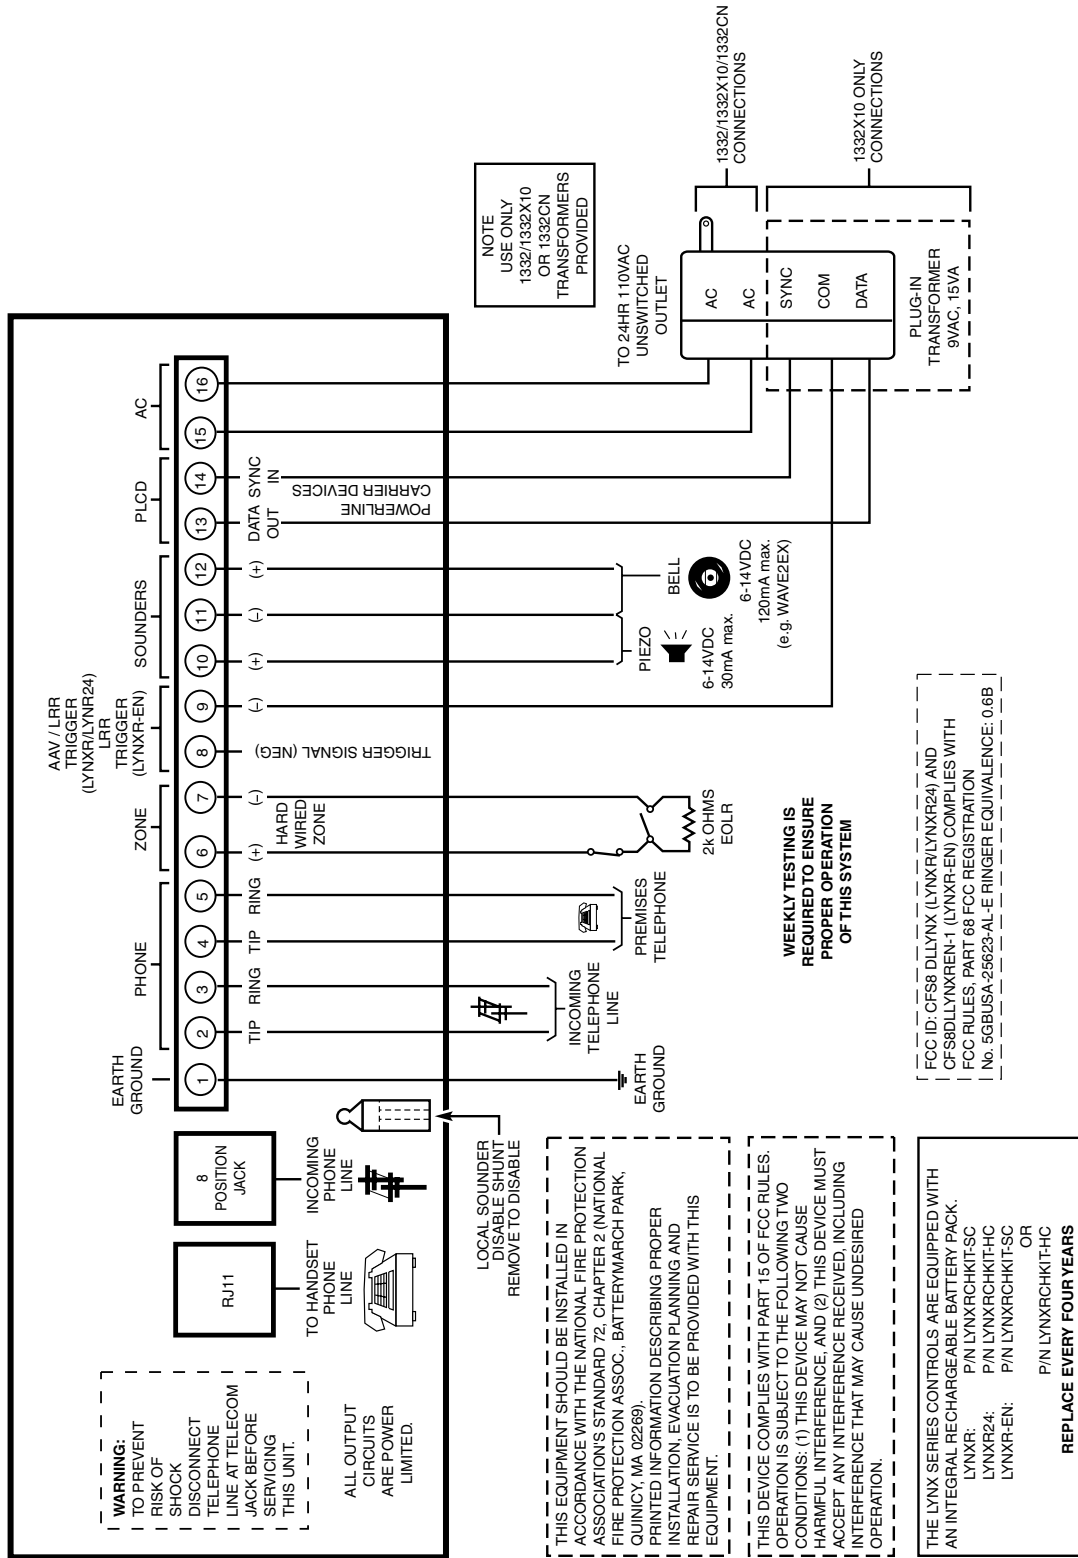 WARNING:
TO PREVENT
RISK OF
SHOCK
DISCONNECT
TELEPHONE
LINE AT TELECOM
JACK BEFORE
SERVICING
THIS UNIT.
ALL OUTPUT
CIRCUITS
ARE POWER
LIMITED.
RJ11
TO HANDSET
PHONE
LINE
8
POSITION
JACK
INCOMING
PHONE
LINE
LOCAL SOUNDER
DISABLE SHUNT
REMOVE TO DISABLE
EARTH
GROUND
PHONE
ZONE
AAV / LRR
TRIGGER
(LYNXR/LYNR24)
LRR
TRIGGER
(LYNXR-EN)
SOUNDERS
PLCD
AC
1
2
3
4
5
6
7
8
9
10
11
12
13
14
15
16
TIP
RING
TIP
RING
(+)
HARD
WIRED
ZONE
(–)
TRIGGER SIGNAL (NEG)
(–)
(+)
(–)
(+)
DATA
OUT
SYNC
IN
POWERLINE
CARRIER DEVICES
EARTH
GROUND
INCOMING
TELEPHONE
LINE
PREMISES
TELEPHONE
2k OHMS
EOLR
PIEZO
6-14VDC
30mA max.
BELL
6-14VDC
120mA max.
(e.g. WAVE2EX)
NOTE
USE ONLY
1332/1332X10
OR 1332CN
TRANSFORMERS
PROVIDED
TO 24HR 110VAC
UNSWITCHED
OUTLET
AC
AC
SYNC
COM
DATA
PLUG-IN
TRANSFORMER
9VAC, 15VA
1332/1332X10/1332CN
CONNECTIONS
1332X10 ONLY
CONNECTIONS
WEEKLY TESTING IS
REQUIRED TO ENSURE
PROPER OPERATION
OF THIS SYSTEM
THIS EQUIPMENT SHOULD BE INSTALLED IN
ACCORDANCE WITH THE NATIONAL FIRE PROTECTION
ASSOCIATION'S STANDARD 72, CHAPTER 2 (NATIONAL
FIRE PROTECTION ASSOC., BATTERYMARCH PARK,
QUINICY, MA 02269).
PRINTED INFORMATION DESCRIBING PROPER
INSTALLATION, EVACUATION PLANNING AND
REPAIR SERVICE IS TO BE PROVIDED WITH THIS
EQUIPMENT.
THIS DEVICE COMPLIES WITH PART 15 OF FCC RULES.
OPERATION IS SUBJECT TO THE FOLLOWING TWO
CONDITIONS: (1) THIS DEVICE MAY NOT CAUSE
HARMFUL INTERFERENCE, AND (2) THIS DEVICE MUST
ACCEPT ANY INTERFERENCE RECEIVED, INCLUDING
INTERFERENCE THAT MAY CAUSE UNDESIRED
OPERATION.
FCC ID: CFS8 DLLYNX (LYNXR/LYNXR24) AND
CFS8DLLYNXREN-1 (LYNXR-EN) COMPLIES WITH
FCC RULES, PART 68 FCC REGISTRATION
No. 5GBUSA-25623-AL-E RINGER EQUIVALENCE: 0.6B
THE LYNX SERIES CONTROLS ARE EQUIPPED WITH
AN INTEGRAL RECHARGEABLE BATTERY PACK.
LYNXR: P/N LYNXRCHKIT-SC
LYNXR24: P/N LYNXRCHKIT-HC
LYNXR-EN: P/N LYNXRCHKIT-SC
OR
P/N LYNXRCHKIT-HC
REPLACE EVERY FOUR YEARS